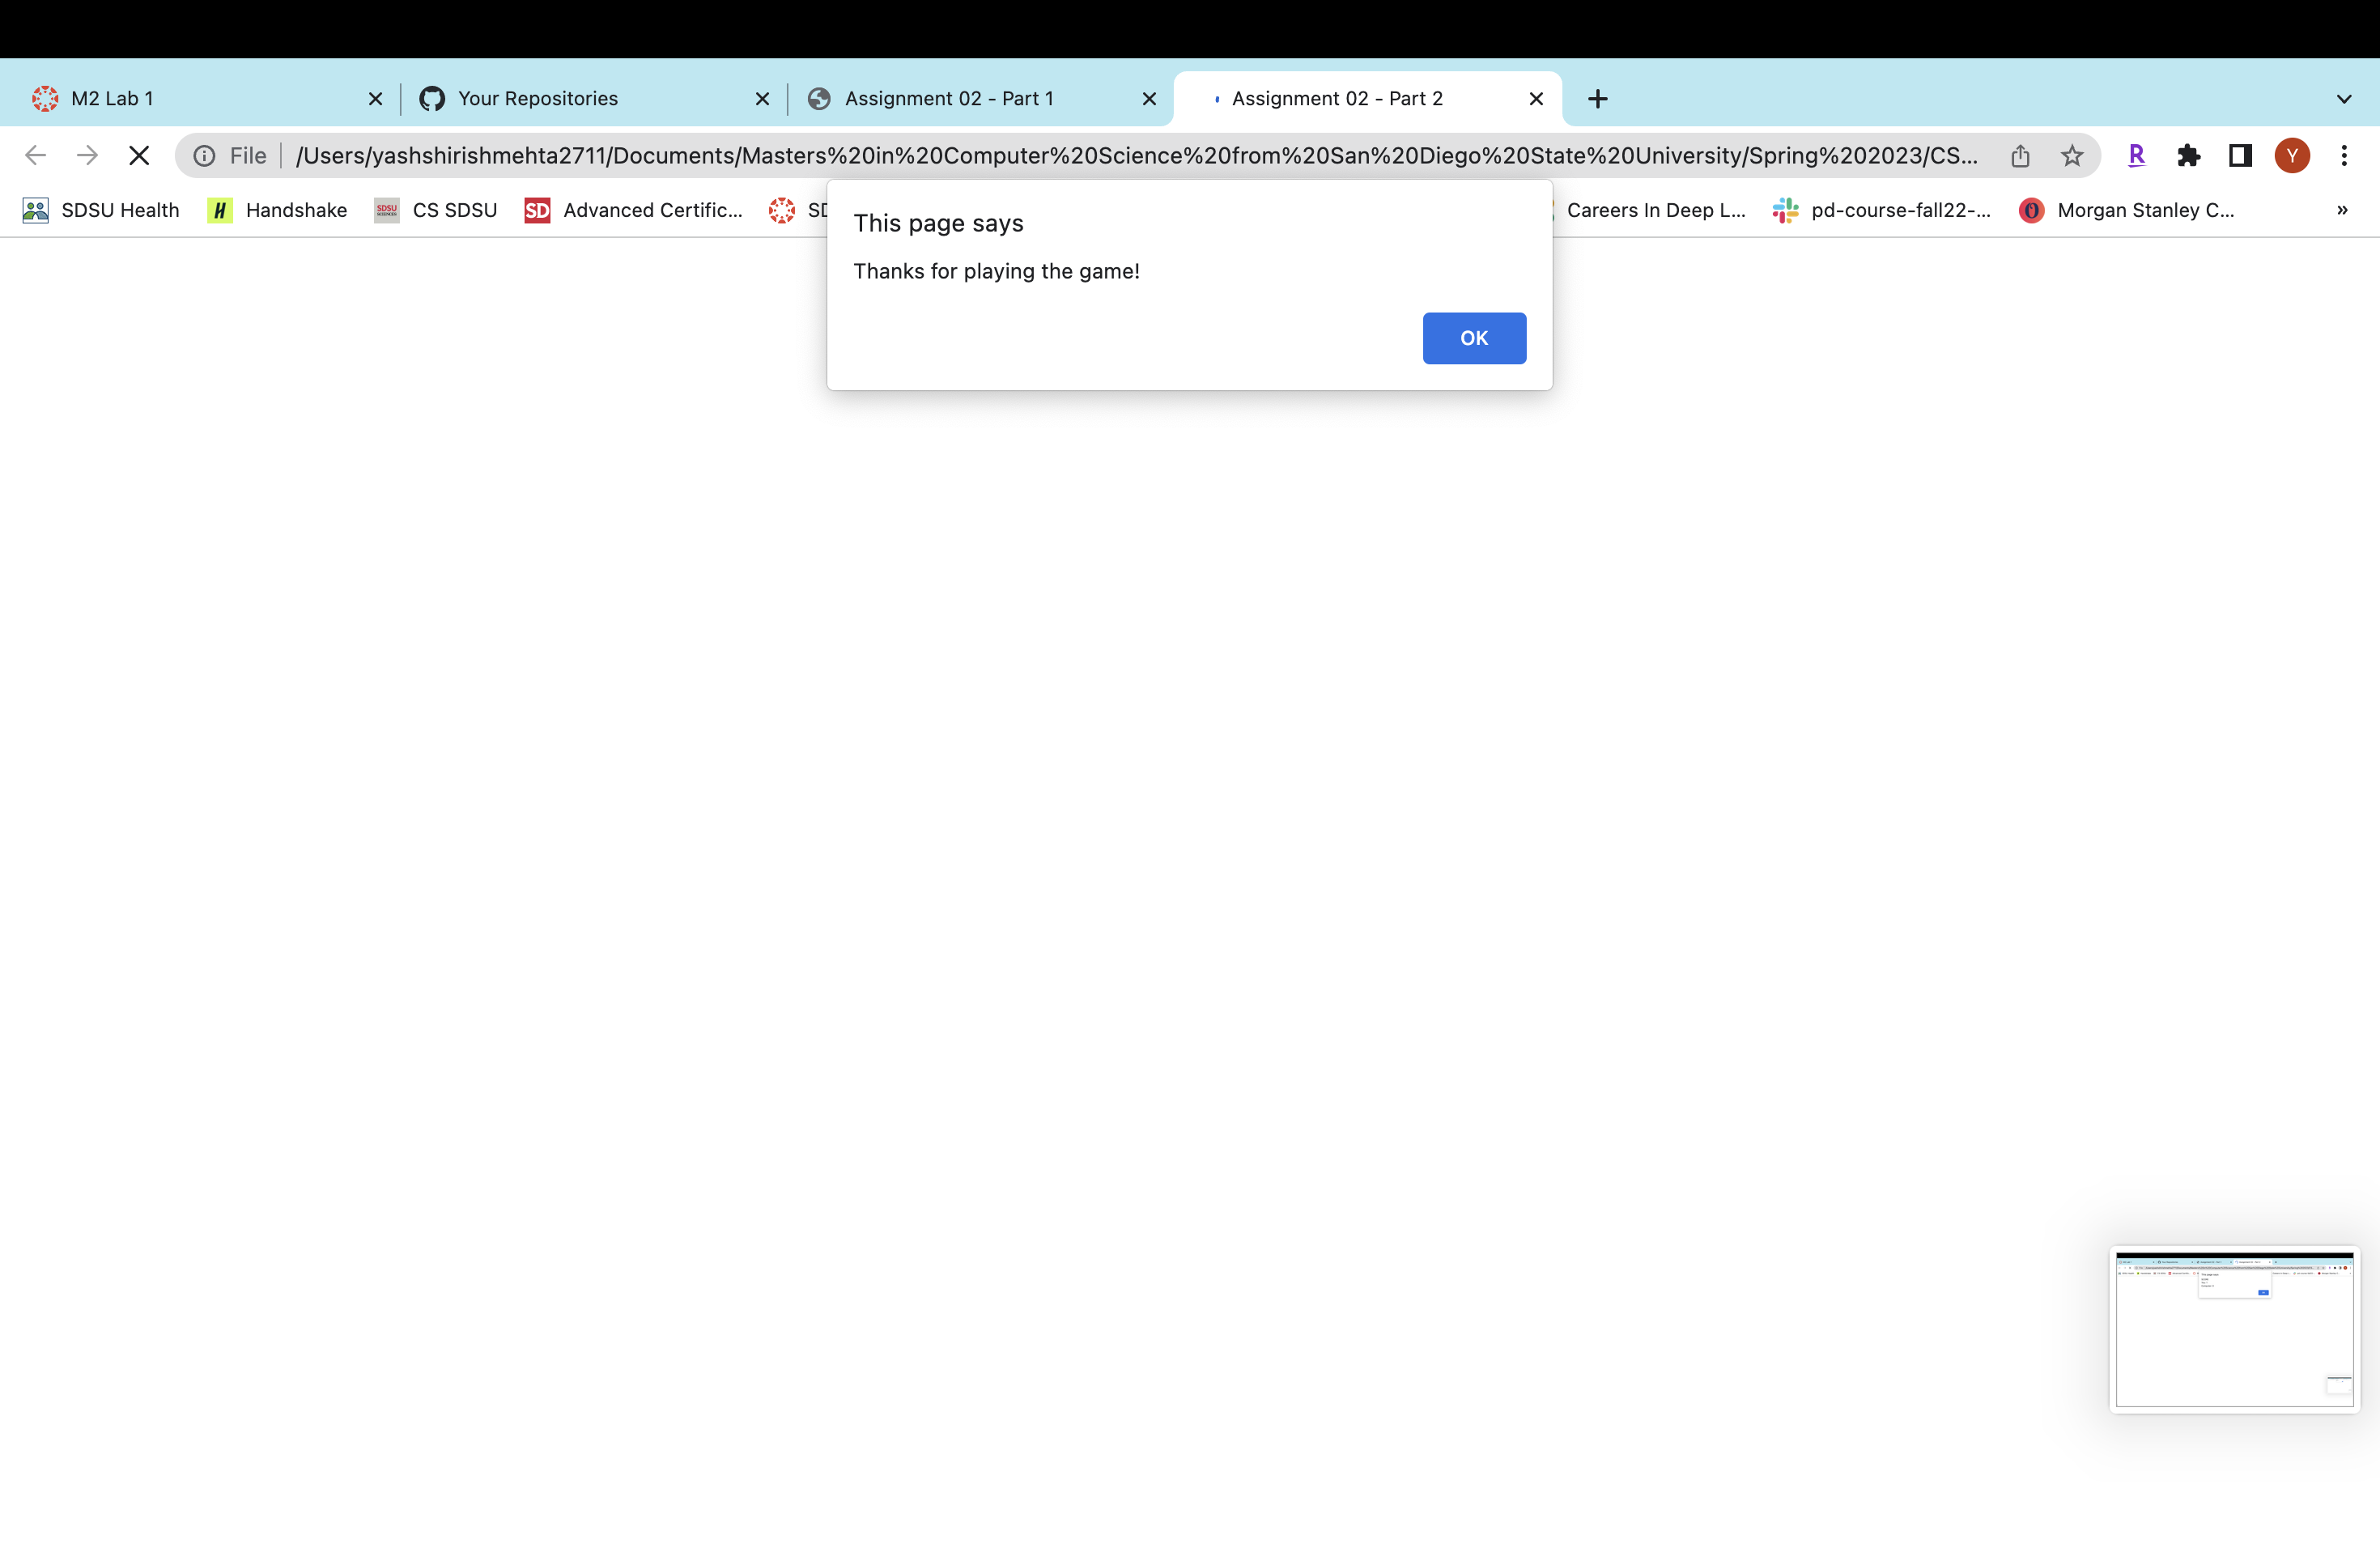 M2 Lab 1
Your Repositories
Assignment 02 - Part 1
Assignment 02 - Part 2
File
/Users/yashshirishmehta2711/Documents/Masters%20in%20Computer%20Science%20from%20San%20Diego%20State%20University/Spring%202023/CS...
R
Y
SDSU Health
H
Handshake
SDSU
CS SDSU
SD
Advanced Certific...
SD
Careers In Deep L...
pd-course-fall22-...
Morgan Stanley C...
»
This page says
Thanks for playing the game!
OK